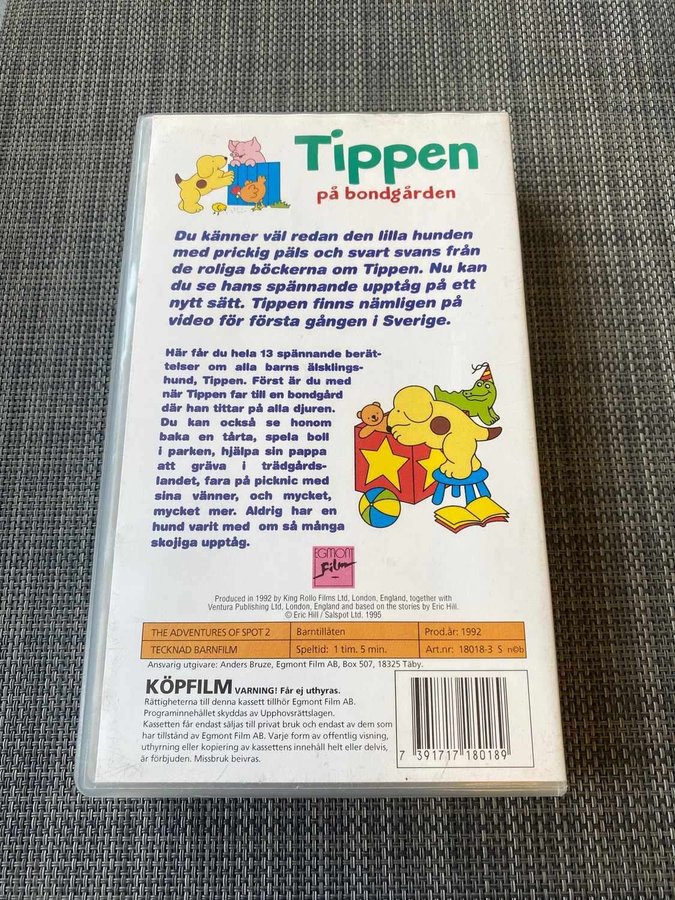 Tippen
på bondgården
Du känner väl redan den lilla hunden
med prickig päls och svart svans från
de roliga böckerna om Tippen. Nu kan
du se hans spännande upptåg på ett
nytt sätt. Tippen finns nämligen på
video för första gången i Sverige.
Här får du hela 13 spännande berät-
telser om alla barns älsklings-
hund, Tippen. Först är du med
när Tippen far till en bondgård
där han tittar på alla djuren.
Du kan också se honom
baka en tårta, spela boll
i parken, hjälpa sin pappa
att gräva i trädgårds-
landet, fara på picknic med
sina vänner, och mycket,
mycket mer. Aldrig har en
hund varit med om så många
skojiga upptåg.
EGMONT
Film
Produced in 1992 by King Rollo Films Ltd, London, England, together with
Ventura Publishing Ltd, London, England and based on the stories by Eric Hill.
© Eric Hill / Salspot Ltd. 1995
THE ADVENTURES OF SPOT 2 Barntillåten Prod.år: 1992
TECKNAD BARNFILM Speltid: 1 tim. 5 min. Art.nr: 18018-3 S n©b
Ansvarig utgivare: Anders Bruze, Egmont Film AB, Box 507, 18325 Täby.
KÖPFILM VARNING! Får ej uthyras.
Rättigheterna till denna kassett tillhör Egmont Film AB.
Programinnehållet skyddas av Upphovsrättslagen.
Kassetten får endast säljas till privat bruk och endast av dem som
har tillstånd av Egmont Film AB. Varje form av offentlig visning,
uthyrning eller kopiering av kassettens innehåll helt eller delvis,
är förbjuden. Missbruk beivras.
7 391717 180189